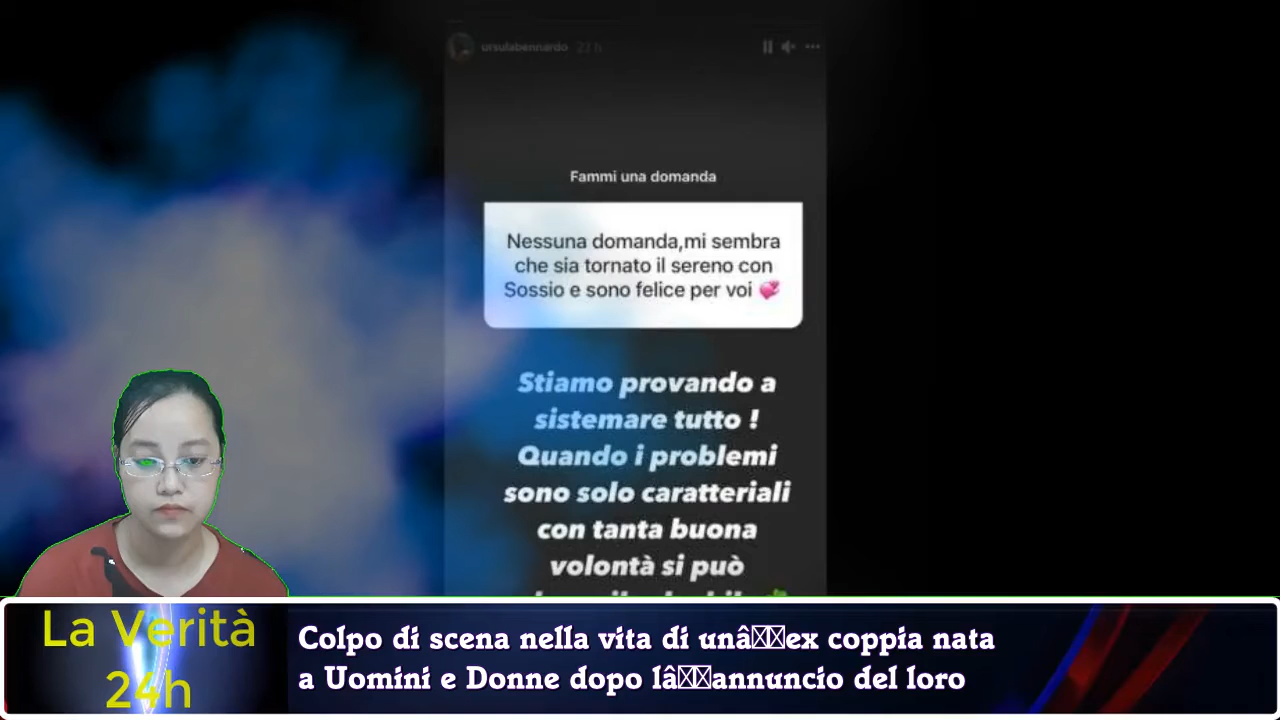 ursulabennardo 23 h
Fammi una domanda
Nessuna domanda,mi sembra
che sia tornato il sereno con
Sossio e sono felice per voi 💞
Stiamo provando a
sistemare tutto !
Quando i problemi
sono solo caratteriali
con tanta buona
volontà si può
La Verità
24h
Colpo di scena nella vita di unâex coppia nata
a Uomini e Donne dopo lâannuncio del loro